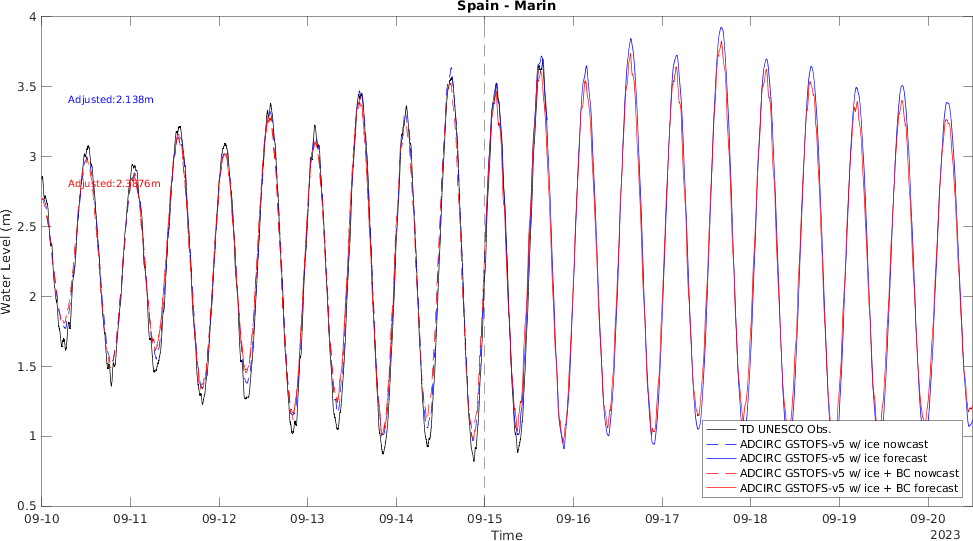 Spain - Marin
4
3.5
3
2.5
2
1.5
1
0.5
Water Level (m)
Adjusted:2.138m
Adjusted:2.3876m
TD UNESCO Obs.
ADCIRC GSTOFS-v5 w/ ice nowcast
ADCIRC GSTOFS-v5 w/ ice forecast
ADCIRC GSTOFS-v5 w/ ice + BC nowcast
ADCIRC GSTOFS-v5 w/ ice + BC forecast
09-10 09-11 09-12 09-13 09-14 09-15 09-16 09-17 09-18 09-19 09-20
Time
2023